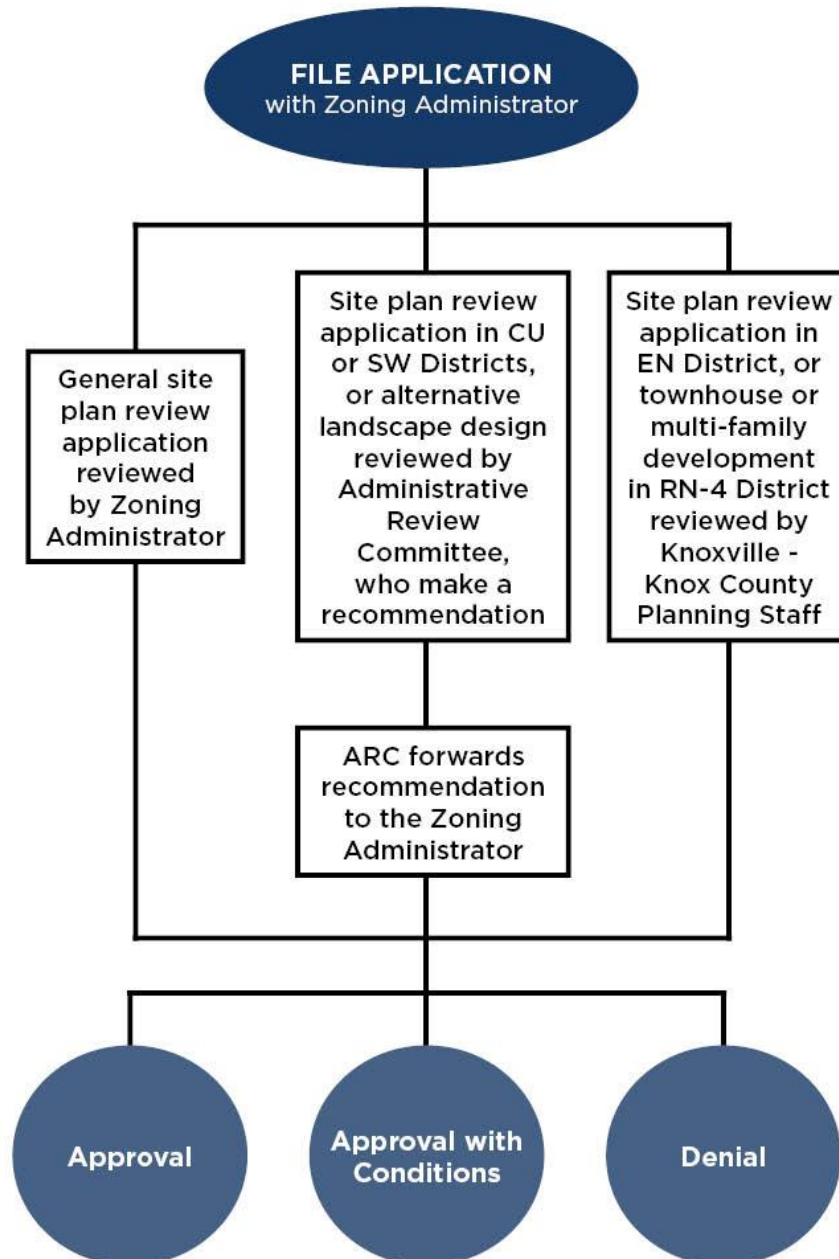 FILE APPLICATION
with Zoning Administrator
General site
plan review
application
reviewed
by Zoning
Administrator
Site plan review
application in CU
or SW Districts,
or alternative
landscape design
reviewed by
Administrative
Review
Committee,
who make a
recommendation
Site plan review
application in
EN District, or
townhouse or
multi-family
development
in RN-4 District
reviewed by
Knoxville -
Knox County
Planning Staff
ARC forwards
recommendation
to the Zoning
Administrator
Approval
Approval with
Conditions
Denial